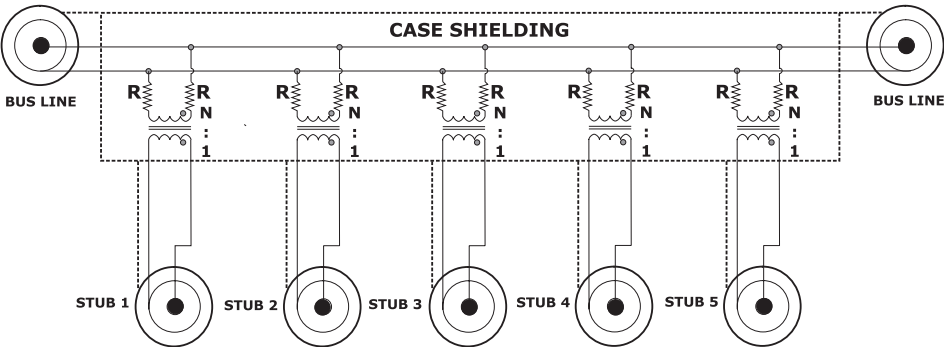 CASE SHIELDING
BUS LINE
BUS LINE
R R R R R R R R R R
N N N N N
: : : : :
1 1 1 1 1
STUB 1 STUB 2 STUB 3 STUB 4 STUB 5